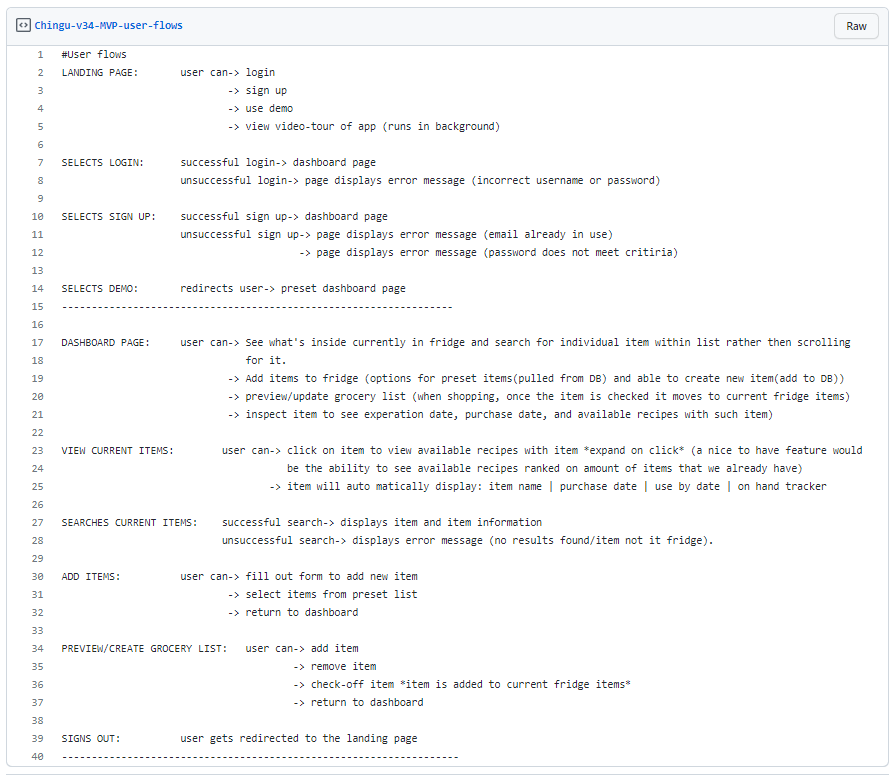 Chingu-v34-MVP-user-flows
Raw
1 #User flows
2 LANDING PAGE: user can-> login
3 -> sign up
4 -> use demo
5 -> view video-tour of app (runs in background)
6
7 SELECTS LOGIN: successful login-> dashboard page
8 unsuccessful login-> page displays error message (incorrect username or password)
9
10 SELECTS SIGN UP: successful sign up-> dashboard page
11 unsuccessful sign up-> page displays error message (email already in use)
12 -> page displays error message (password does not meet critiria)
13
14 SELECTS DEMO: redirects user-> preset dashboard page
15 ------------------------------------------------------------------
16
17 DASHBOARD PAGE: user can-> See what's inside currently in fridge and search for individual item within list rather then scrolling
18 for it.
19 -> Add items to fridge (options for preset items(pulled from DB) and able to create new item(add to DB))
20 -> preview/update grocery list (when shopping, once the item is checked it moves to current fridge items)
21 -> inspect item to see experation date, purchase date, and available recipes with such item)
22
23 VIEW CURRENT ITEMS: user can-> click on item to view available recipes with item *expand on click* (a nice to have feature would
24 be the ability to see available recipes ranked on amount of items that we already have)
25 -> item will auto matically display: item name | purchase date | use by date | on hand tracker
26
27 SEARCHES CURRENT ITEMS: successful search-> displays item and item information
28 unsuccessful search-> displays error message (no results found/item not it fridge).
29
30 ADD ITEMS: user can-> fill out form to add new item
31 -> select items from preset list
32 -> return to dashboard
33
34 PREVIEW/CREATE GROCERY LIST: user can-> add item
35 -> remove item
36 -> check-off item *item is added to current fridge items*
37 -> return to dashboard
38
39 SIGNS OUT: user gets redirected to the landing page
40 -------------------------------------------------------------------